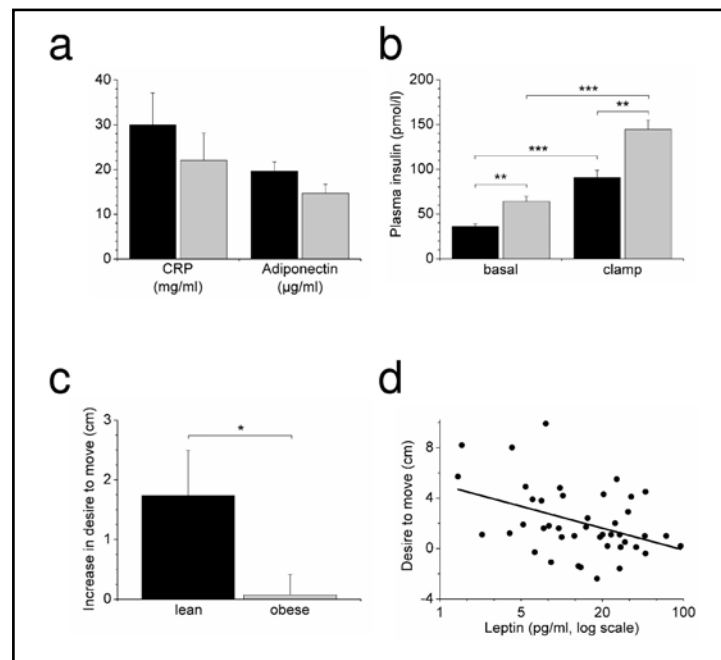 a
40
30
20
10
0
CRP
(mg/ml)
Adiponectin
(µg/ml)
b
Plasma insulin (pmol/l)
200
150
100
50
0
***
**
***
**
basal
clamp
c
Increase in desire to move (cm)
3
2
1
0
*
lean
obese
d
Desire to move (cm)
8
4
0
-4
1
5
20
100
Leptin (pg/ml, log scale)